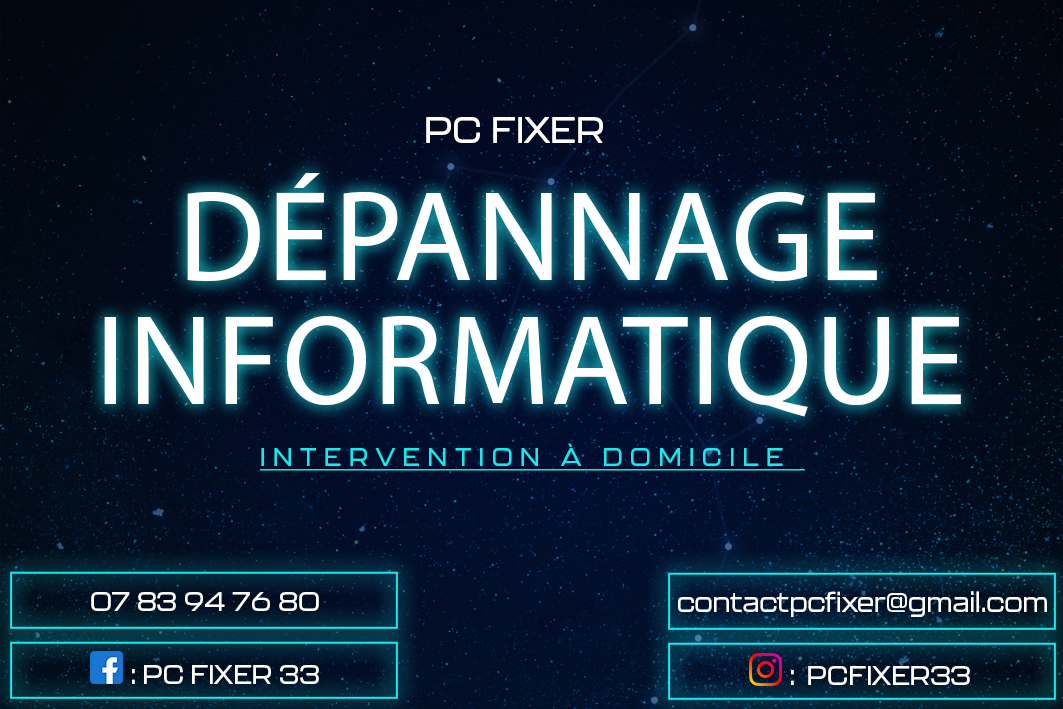 PC FIXER
DÉPANNAGE
INFORMATIQUE
INTERVENTION À DOMICILE
07 83 94 76 80
contactpcfixer@gmail.com
: PC FIXER 33
: PCFIXER33